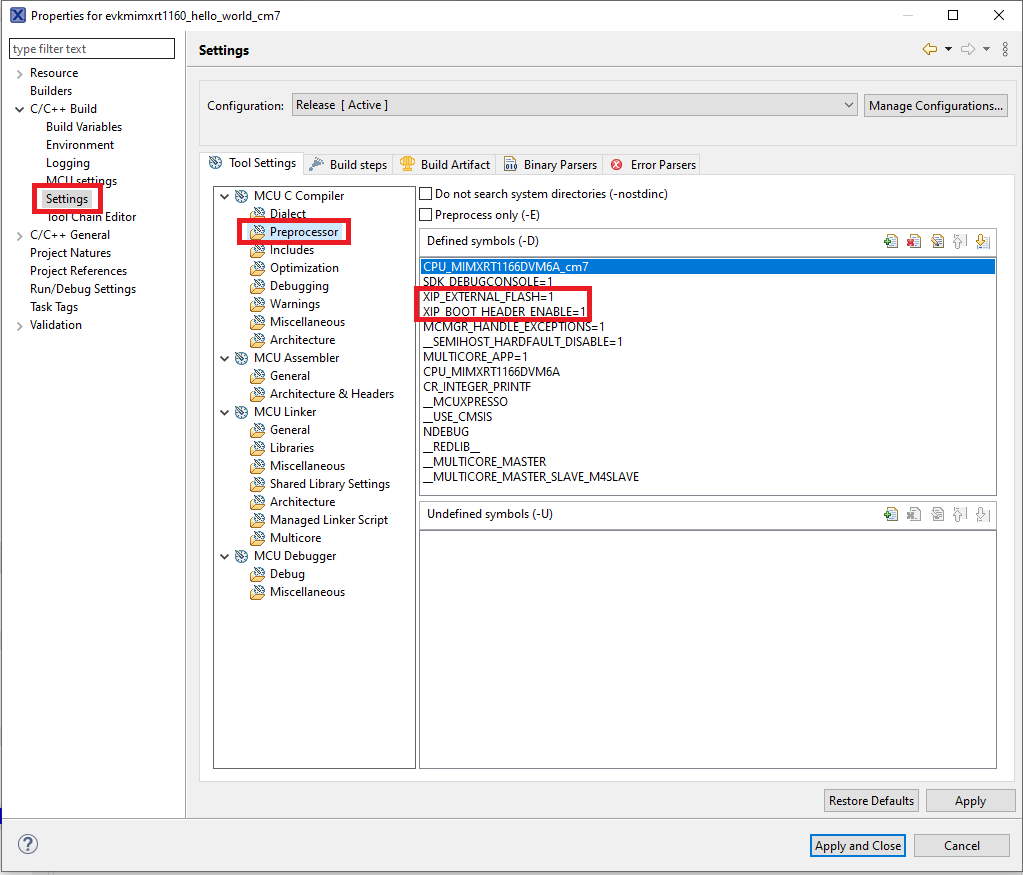 Properties for evkmimxrt1160_hello_world_cm7
type filter text
Resource
Builders
C/C++ Build
Build Variables
Environment
Logging
MCU settings
Settings
Tool Chain Editor
C/C++ General
Project Natures
Project References
Run/Debug Settings
Task Tags
Validation
Settings
Configuration:
Release [ Active ]
Manage Configurations...
Tool Settings
Build steps
Build Artifact
Binary Parsers
Error Parsers
MCU C Compiler
Dialect
Preprocessor
Includes
Optimization
Debugging
Warnings
Miscellaneous
Architecture
MCU Assembler
General
Architecture & Headers
MCU Linker
General
Libraries
Miscellaneous
Shared Library Settings
Architecture
Managed Linker Script
Multicore
MCU Debugger
Debug
Miscellaneous
Do not search system directories (-nostdinc)
Preprocess only (-E)
Defined symbols (-D)
CPU_MIMXRT1166DVM6A_cm7
SDK_DEBUGCONSOLE=1
XIP_EXTERNAL_FLASH=1
XIP_BOOT_HEADER_ENABLE=1
MCMGR_HANDLE_EXCEPTIONS=1
__SEMIHOST_HARDFAULT_DISABLE=1
MULTICORE_APP=1
CPU_MIMXRT1166DVM6A
CR_INTEGER_PRINTF
__MCUXPRESSO
__USE_CMSIS
NDEBUG
__REDLIB__
__MULTICORE_MASTER
__MULTICORE_MASTER_SLAVE_M4SLAVE
Undefined symbols (-U)
Restore Defaults
Apply
?
Apply and Close
Cancel